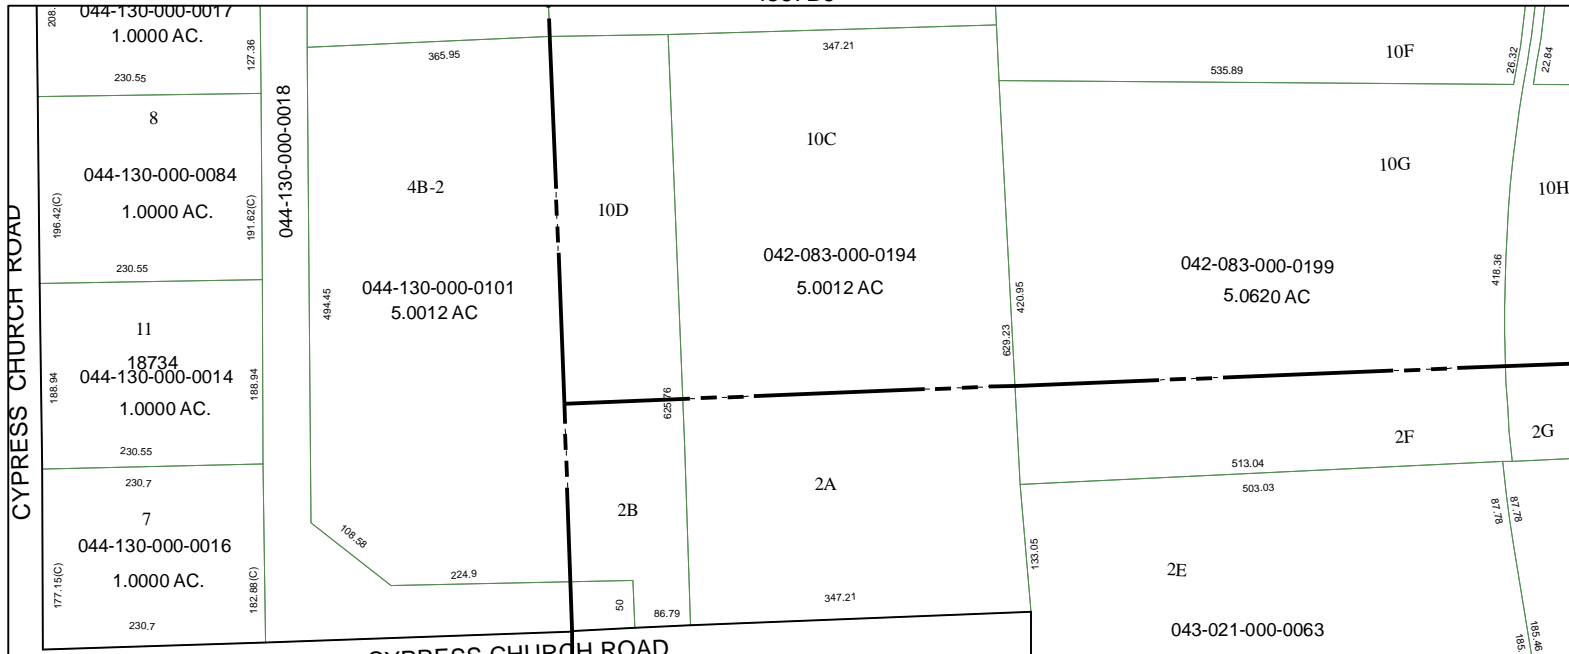 044-130-000-0017
1.0000 AC.
208.
127.36
230.55
8
044-130-000-0084
1.0000 AC.
196.42(C)
191.62(C)
230.55
11
18734
044-130-000-0014
1.0000 AC.
188.94
188.94
230.55
230.7
7
044-130-000-0016
1.0000 AC.
177.15(C)
182.88(C)
230.7
CYPRESS CHURCH ROAD
044-130-000-0018
365.95
4B-2
494.45
044-130-000-0101
5.0012 AC
108.58
224.9
10D
625.76
2B
50
86.79
CYPRESS CHURCH ROAD
347.21
10C
042-083-000-0194
5.0012 AC
420.95
629.23
2A
347.21
133.05
535.89
10F
26.32
22.84
10G
10H
042-083-000-0199
5.0620 AC
418.36
2F
2G
513.04
503.03
87.78
87.78
2E
043-021-000-0063
185.46
185.